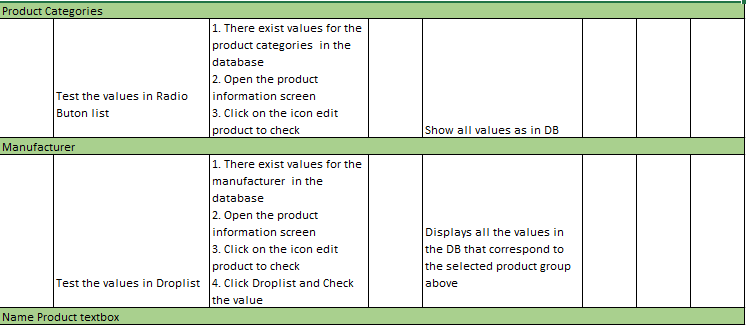 Product Categories
1. There exist values for the
product categories  in the
database
2. Open the product
information screen
3. Click on the icon edit
product to check
Test the values in Radio
Buton list
Show all values as in DB
Manufacturer
1. There exist values for the
manufacturer  in the
database
2. Open the product
information screen
3. Click on the icon edit
product to check
4. Click Droplist and Check
the value
Test the values in Droplist
Displays all the values in
the DB that correspond to
the selected product group
above
Name Product textbox